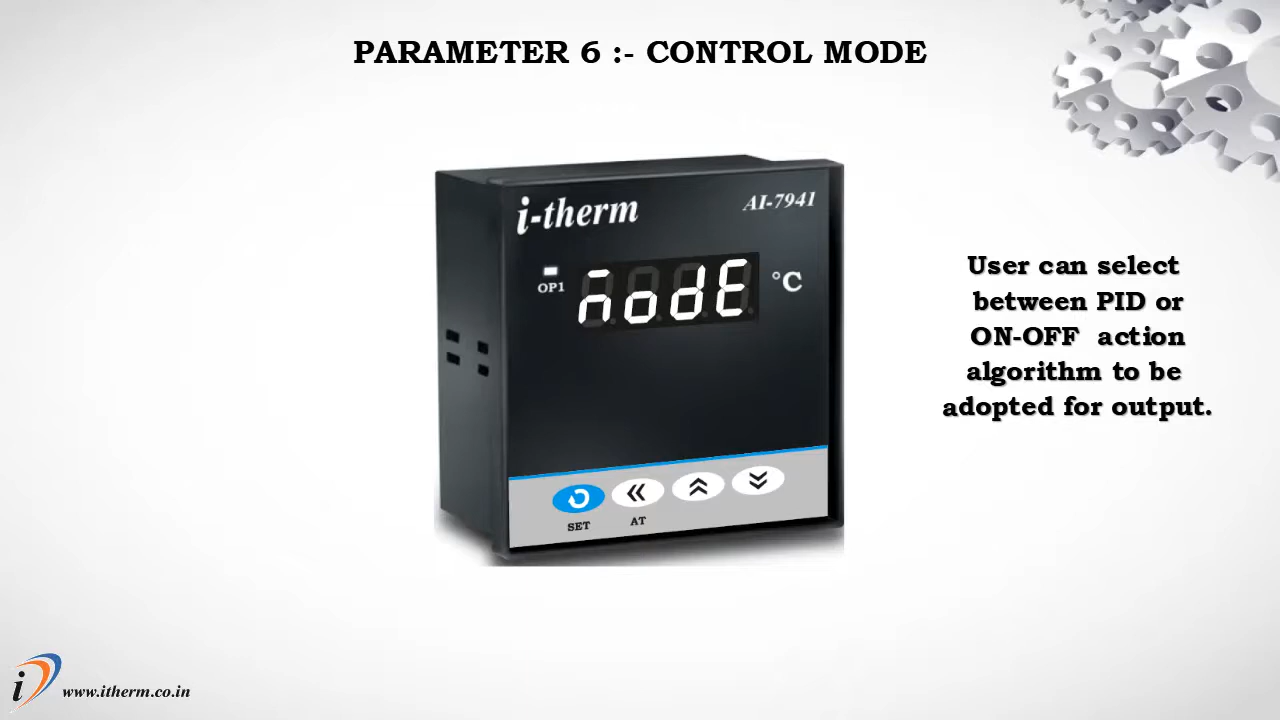 PARAMETER 6 :- CONTROL MODE
i-therm
AI-7941
OP1
modE
°C
User can select
between PID or
ON-OFF action
algorithm to be
adopted for output.
SET
AT
i
www.itherm.co.in